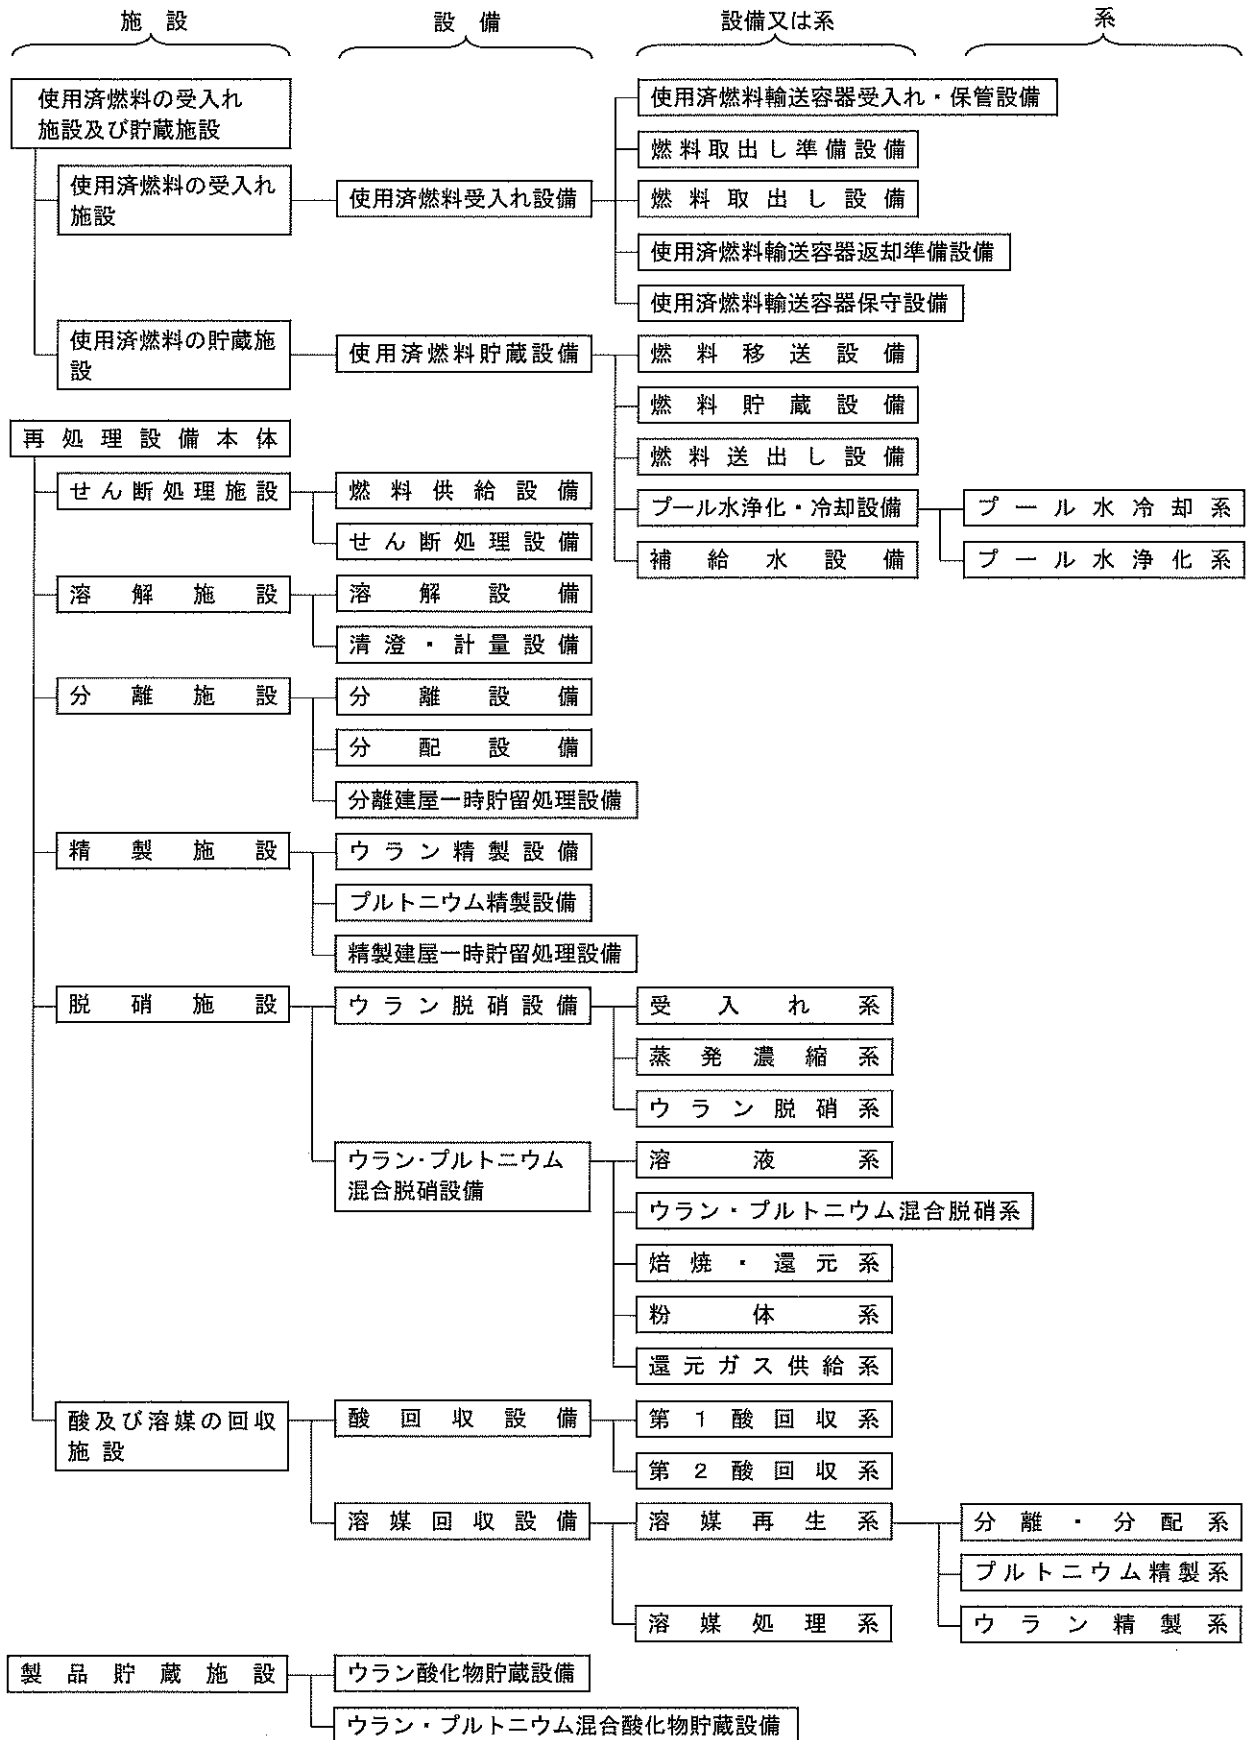 施設
設備
設備又は系
系
使用済燃料の受入れ
施設及び貯蔵施設
使用済燃料の受入れ
施設
使用済燃料受入れ設備
使用済燃料輸送容器受入れ・保管設備
燃料取出し準備設備
燃料取出し設備
使用済燃料輸送容器返却準備設備
使用済燃料輸送容器保守設備
使用済燃料の貯蔵施
設
使用済燃料貯蔵設備
燃料移送設備
燃料貯蔵設備
燃料送出し設備
プール水浄化・冷却設備
プール水冷却系
プール水浄化系
補給水設備
再処理設備本体
せん断処理施設
燃料供給設備
せん断処理設備
溶解施設
溶解設備
清澄・計量設備
分離施設
分離設備
分配設備
分離建屋一時貯留処理設備
精製施設
ウラン精製設備
プルトニウム精製設備
精製建屋一時貯留処理設備
脱硝施設
ウラン脱硝設備
受入れ系
蒸発濃縮系
ウラン脱硝系
ウラン・プルトニウム
混合脱硝設備
溶液系
ウラン・プルトニウム混合脱硝系
焙焼・還元系
粉体系
還元ガス供給系
酸及び溶媒の回収
施設
酸回収設備
第1酸回収系
第2酸回収系
溶媒回収設備
溶媒再生系
分離・分配系
プルトニウム精製系
ウラン精製系
溶媒処理系
製品貯蔵施設
ウラン酸化物貯蔵設備
ウラン・プルトニウム混合酸化物貯蔵設備